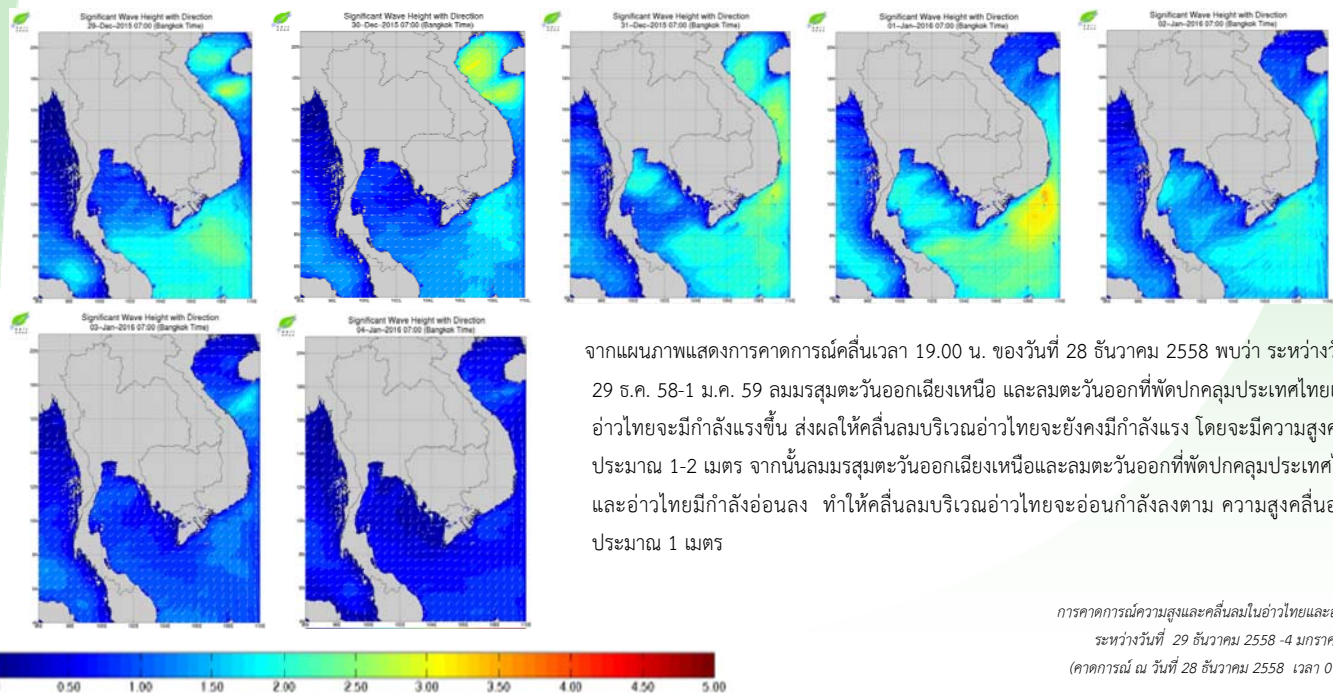 Significant Wave Height with Direction
29-Dec-2015 07:00 (Bangkok Time)
Significant Wave Height with Direction
30-Dec-2015 07:00 (Bangkok Time)
Significant Wave Height with Direction
31-Dec-2015 07:00 (Bangkok Time)
Significant Wave Height with Direction
01-Jan-2016 07:00 (Bangkok Time)
Significant Wave Height with Direction
02-Jan-2016 07:00 (Bangkok Time)
Significant Wave Height with Direction
03-Jan-2016 07:00 (Bangkok Time)
Significant Wave Height with Direction
04-Jan-2016 07:00 (Bangkok Time)
จากแผนภาพแสดงการคาดการณ์คลื่นเวลา 19.00 น. ของวันที่ 28 ธันวาคม 2558 พบว่า ระหว่าง
29 ธ.ค. 58-1 ม.ค. 59 ลมมรสุมตะวันออกเฉียงเหนือ และลมตะวันออกที่พัดปกคลุมประเทศไทย
อ่าวไทยจะมีกำลังแรงขึ้น ส่งผลให้คลื่นลมบริเวณอ่าวไทยจะยังคงมีกำลังแรง โดยจะมีความสูง
ประมาณ 1-2 เมตร จากนั้นลมมรสุมตะวันออกเฉียงเหนือและลมตะวันออกที่พัดปกคลุมประเทศ
และอ่าวไทยมีกำลังอ่อนลง ทำให้คลื่นลมบริเวณอ่าวไทยจะอ่อนกำลังลงตาม ความสูงคลื่น
ประมาณ 1 เมตร
การคาดการณ์ความสูงและคลื่นลมในอ่าวไทยและ
ระหว่างวันที่ 29 ธันวาคม 2558 -4 มกรา
(คาดการณ์ ณ วันที่ 28 ธันวาคม 2558 เวลา 0
0.50 1.00 1.50 2.00 2.50 3.00 3.50 4.00 4.50 5.00